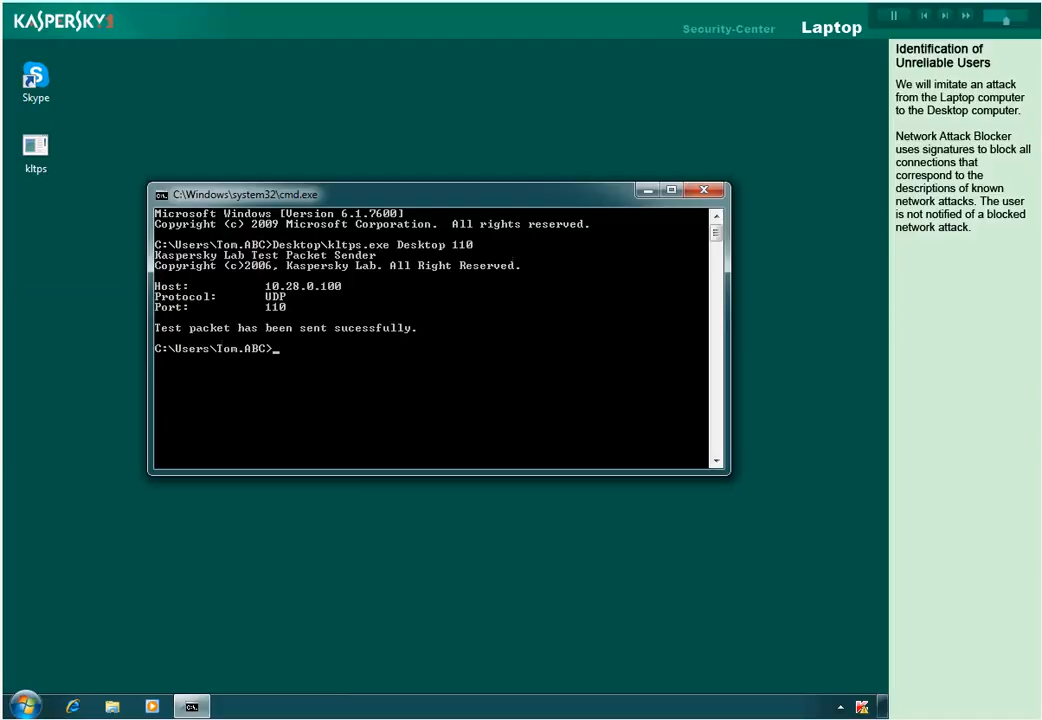 KASPERSKY
Security-Center
Laptop
Identification of
Unreliable Users
We will imitate an attack
from the Laptop computer
to the Desktop computer.
Network Attack Blocker
uses signatures to block all
connections that
correspond to the
descriptions of known
network attacks. The user
is not notified of a blocked
network attack.
Skype
kltps
C:\Windows\system32\cmd.exe
Microsoft Windows [Version 6.1.7600]
Copyright (c) 2009 Microsoft Corporation.  All rights reserved.
C:\Users\Tom.ABC>Desktop\kltps.exe Desktop 110
Kaspersky Lab Test Packet Sender
Copyright (c)2006, Kaspersky Lab. All Right Reserved.
Host: 10.28.0.100
Protocol: UDP
Port: 110
Test packet has been sent sucessfully.
C:\Users\Tom.ABC>_